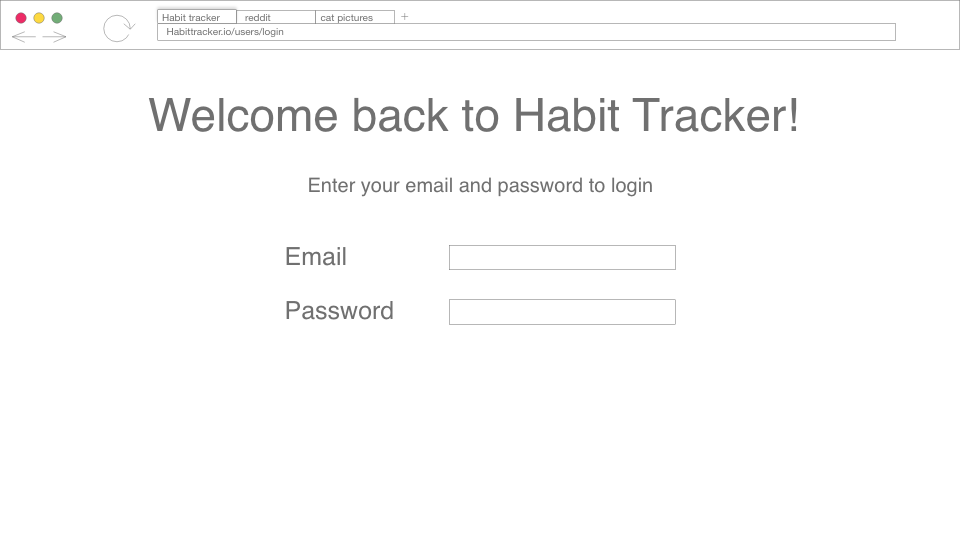 Habit tracker reddit cat pictures +
Habittracker.io/users/login
Welcome back to Habit Tracker!
Enter your email and password to login
Email
Password